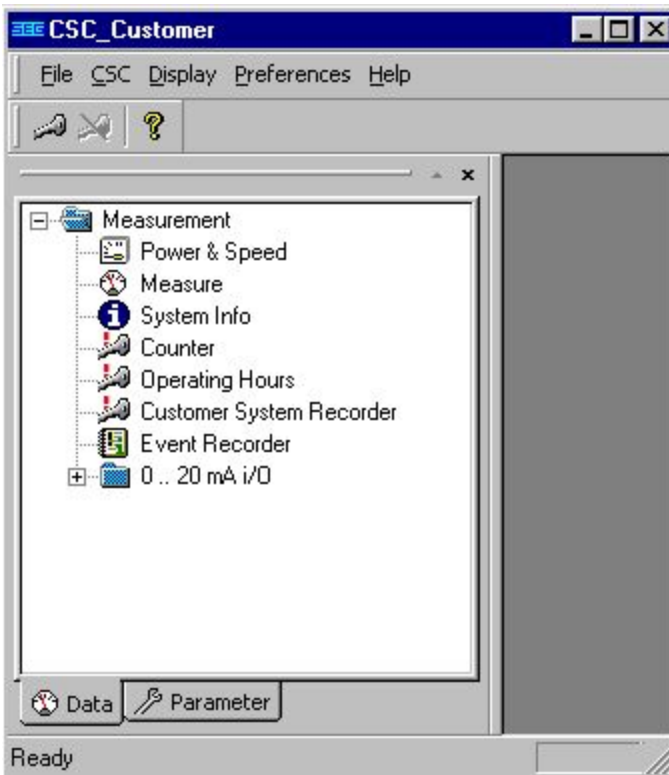 SEG CSC_Customer
File CSC Display Preferences Help
Measurement
Power & Speed
Measure
System Info
Counter
Operating Hours
Customer System Recorder
Event Recorder
0 .. 20 mA i/O
Data Parameter
Ready